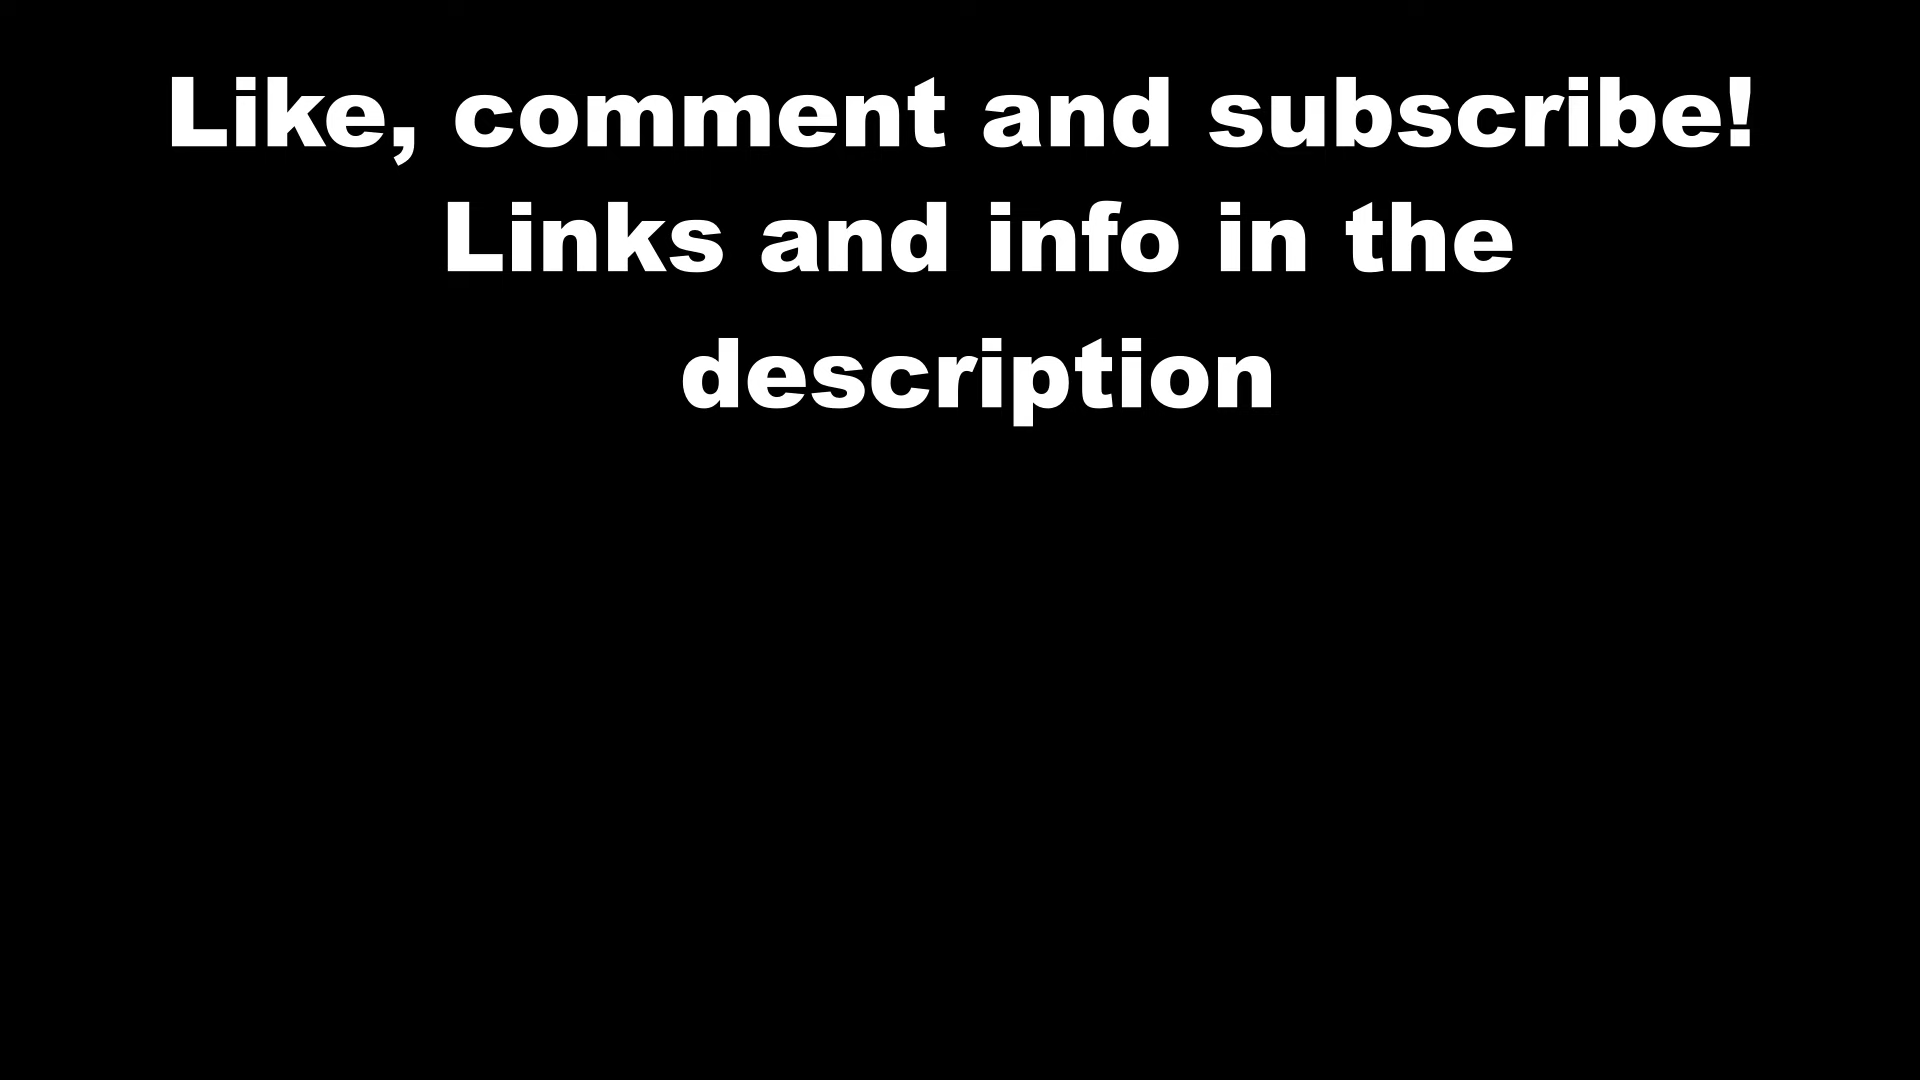 Like, comment and subscribe!
Links and info in the
description